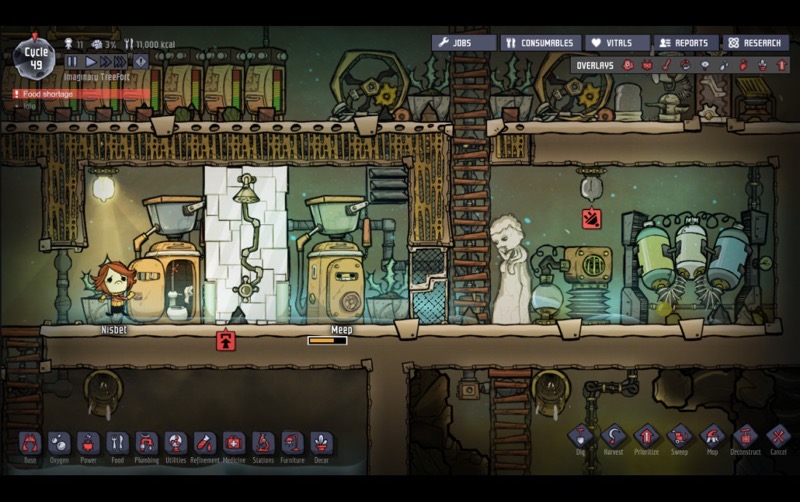 Cycle
49
11 3% 11,000 kcal
Imaginary TreeFort
! Food shortage
Idle
JOBS CONSUMABLES VITALS REPORTS RESEARCH
OVERLAYS
Nisbet Meep
Base Oxygen Power Food Plumbing Utilities Refinement Medicine Stations Furniture Decor
Dig Harvest Prioritize Sweep Mop Deconstruct Cancel